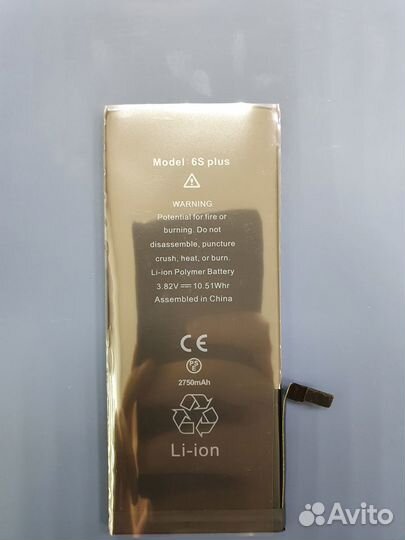 Model : 6S plus
WARNING
Potential for fire or
burning. Do not
disassemble, puncture
crush, heat, or burn.
Li-ion Polymer Battery
3.82V⎓10.51Whr
Assembled in China
CE
PSE
2750mAh
Li-ion
Avito